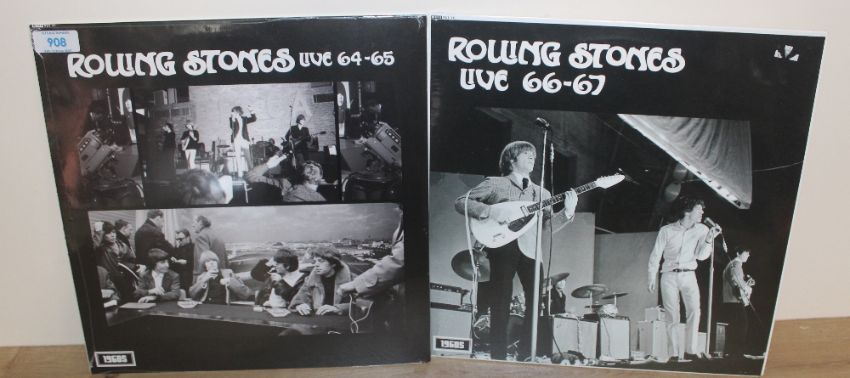 908
ROLLING STONES LIVE 64-65
1960s
ROLLING STONES
LIVE 66-67
1960s